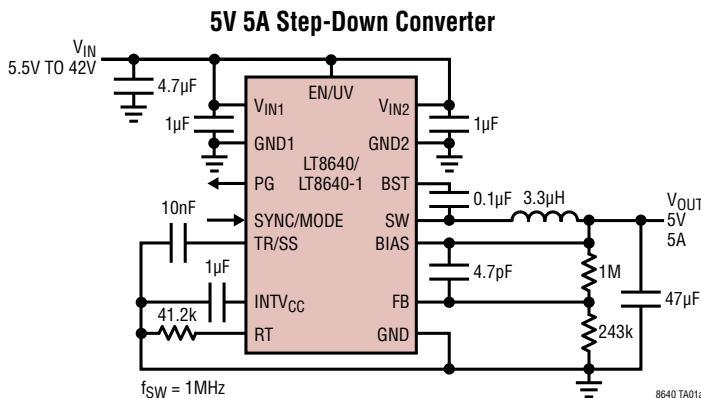 5V 5A Step-Down Converter
VIN
5.5V TO 42V
4.7µF
EN/UV
VIN1
VIN2
1µF
1µF
GND1
GND2
LT8640/
LT8640-1
PG
BST
0.1µF
3.3µH
VOUT
5V
5A
10nF
SYNC/MODE
SW
TR/SS
BIAS
1µF
4.7pF
1M
INTVCC
FB
47µF
41.2k
RT
GND
243k
fSW = 1MHz
8640 TA01a